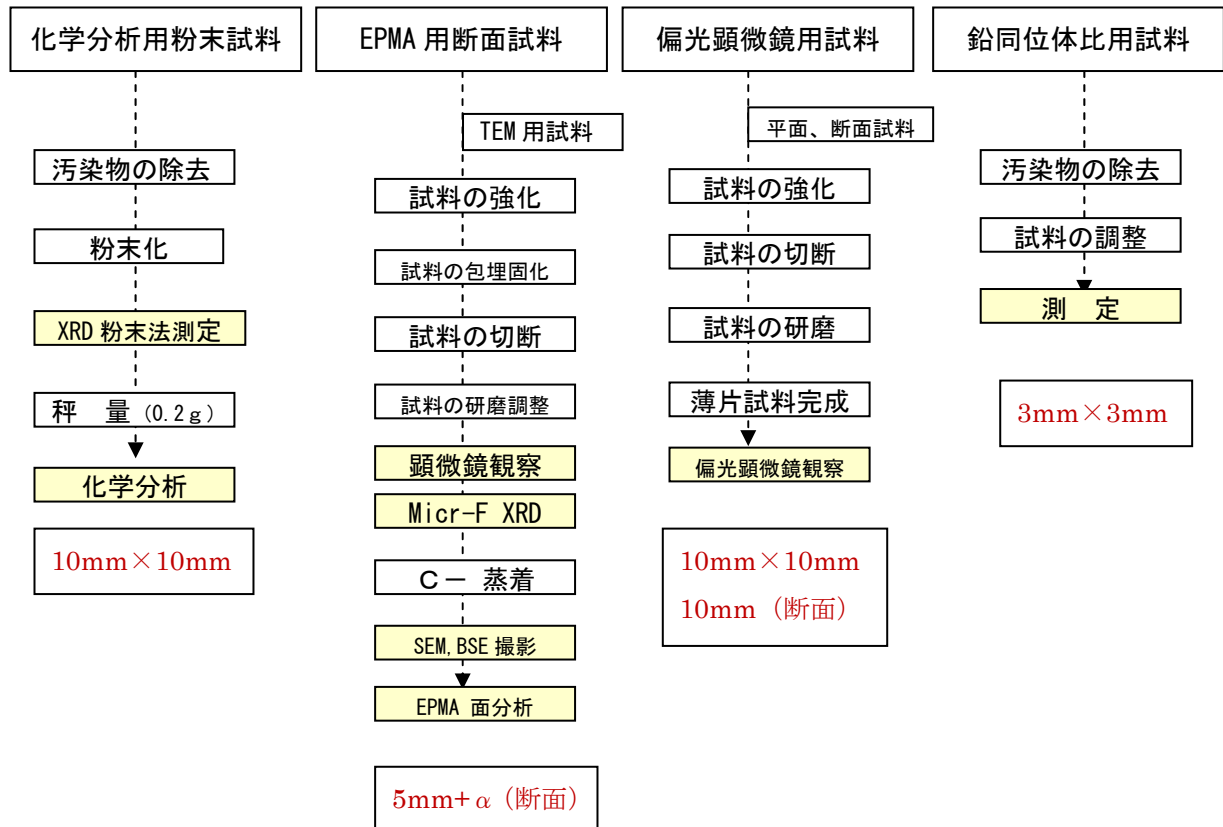 化学分析用粉末試料
汚染物の除去
粉末化
XRD粉末法測定
秤　量 (0.2g)
化学分析
10mm×10mm
EPMA用断面試料
TEM用試料
試料の強化
試料の包埋固化
試料の切断
試料の研磨調整
顕微鏡観察
Micr-F XRD
C－ 蒸着
SEM,BSE撮影
EPMA 面分析
5mm+α（断面）
偏光顕微鏡用試料
平面、断面試料
試料の強化
試料の切断
試料の研磨
薄片試料完成
偏光顕微鏡観察
10mm×10mm
10mm（断面）
鉛同位体比用試料
汚染物の除去
試料の調整
測　定
3mm×3mm